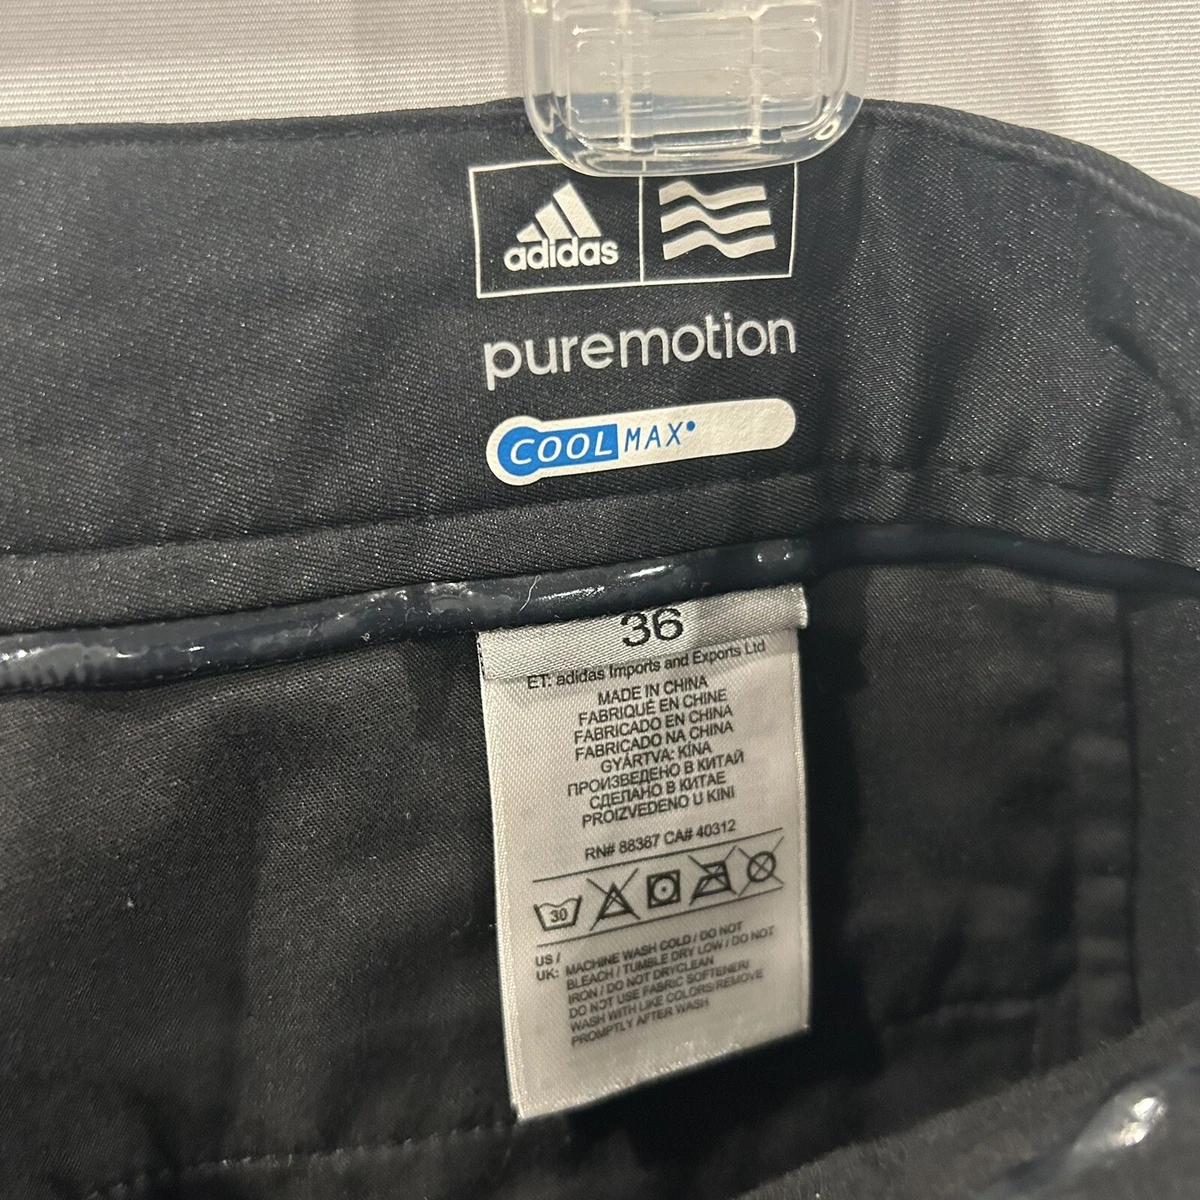 adidas
puremotion
COOLMAX
36
ET: adidas Imports and Exports Ltd
MADE IN CHINA
FABRIQUÉ EN CHINE
FABRICADO EN CHINA
FABRICADO NA CHINA
GYÁRTVA: KÍNA
ПРОИЗВЕДЕНО В КИТАЙ
СДЕЛАНО В КИТАЕ
PROIZVEDENO U KINI
RN# 88387 CA# 40312
30
US /
UK: MACHINE WASH COLD / DO NOT
BLEACH / TUMBLE DRY LOW / DO NOT
IRON / DO NOT DRYCLEAN
DO NOT USE FABRIC SOFTENER/
WASH WITH LIKE COLORS/REMOVE
PROMPTLY AFTER WASH